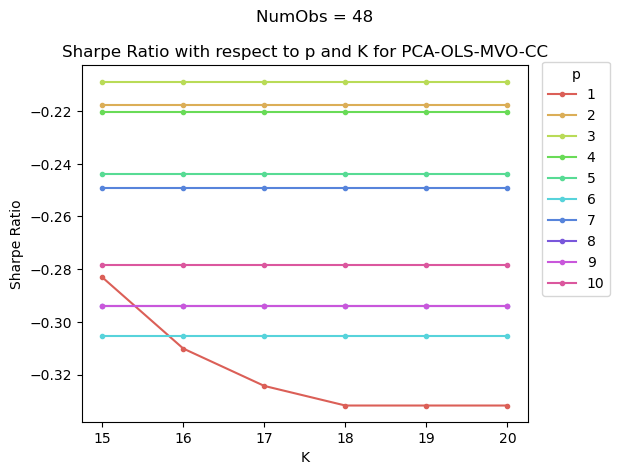 NumObs = 48
Sharpe Ratio with respect to p and K for PCA-OLS-MVO-CC
p
1
2
3
4
5
6
7
8
9
10
Sharpe Ratio
−0.22
−0.24
−0.26
−0.28
−0.30
−0.32
15 16 17 18 19 20
K